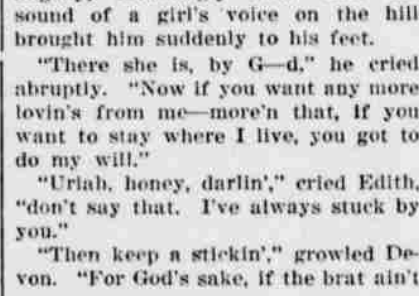 sound of a girl's voice on the hill
brought him suddenly to his feet.
"There she is, by G—d," he cried
abruptly. "Now if you want any more
lovin's from me—more'n that, if you
want to stay where I live, you got to
do my will."
"Uriah, honey, darlin'," cried Edith,
"don't say that. I've always stuck by
you."
"Then keep a stickin'," growled De-
von. "For God's sake, if the brat ain't